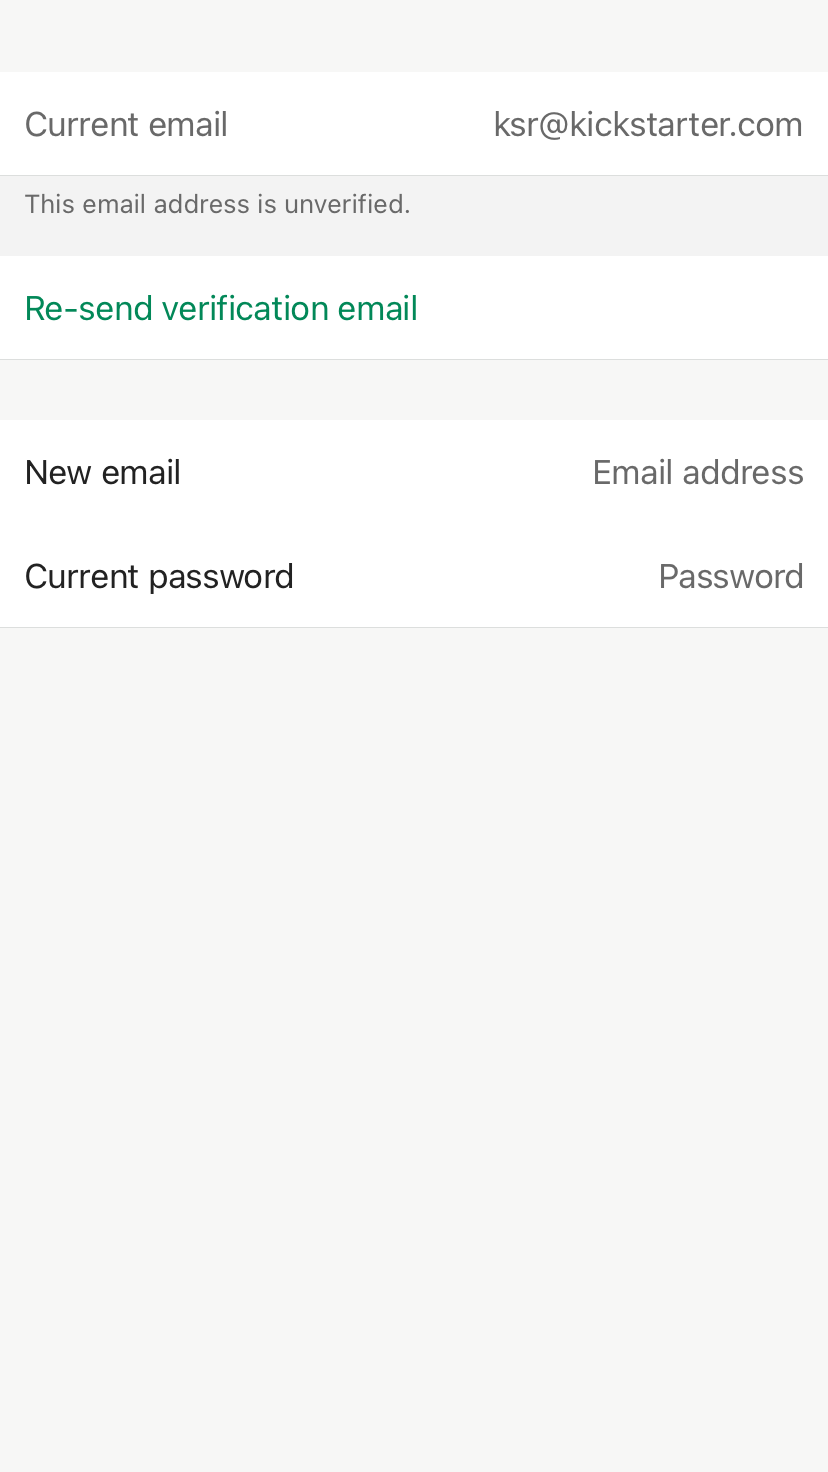 Current email ksr@kickstarter.com
This email address is unverified.
Re-send verification email
New email Email address
Current password Password